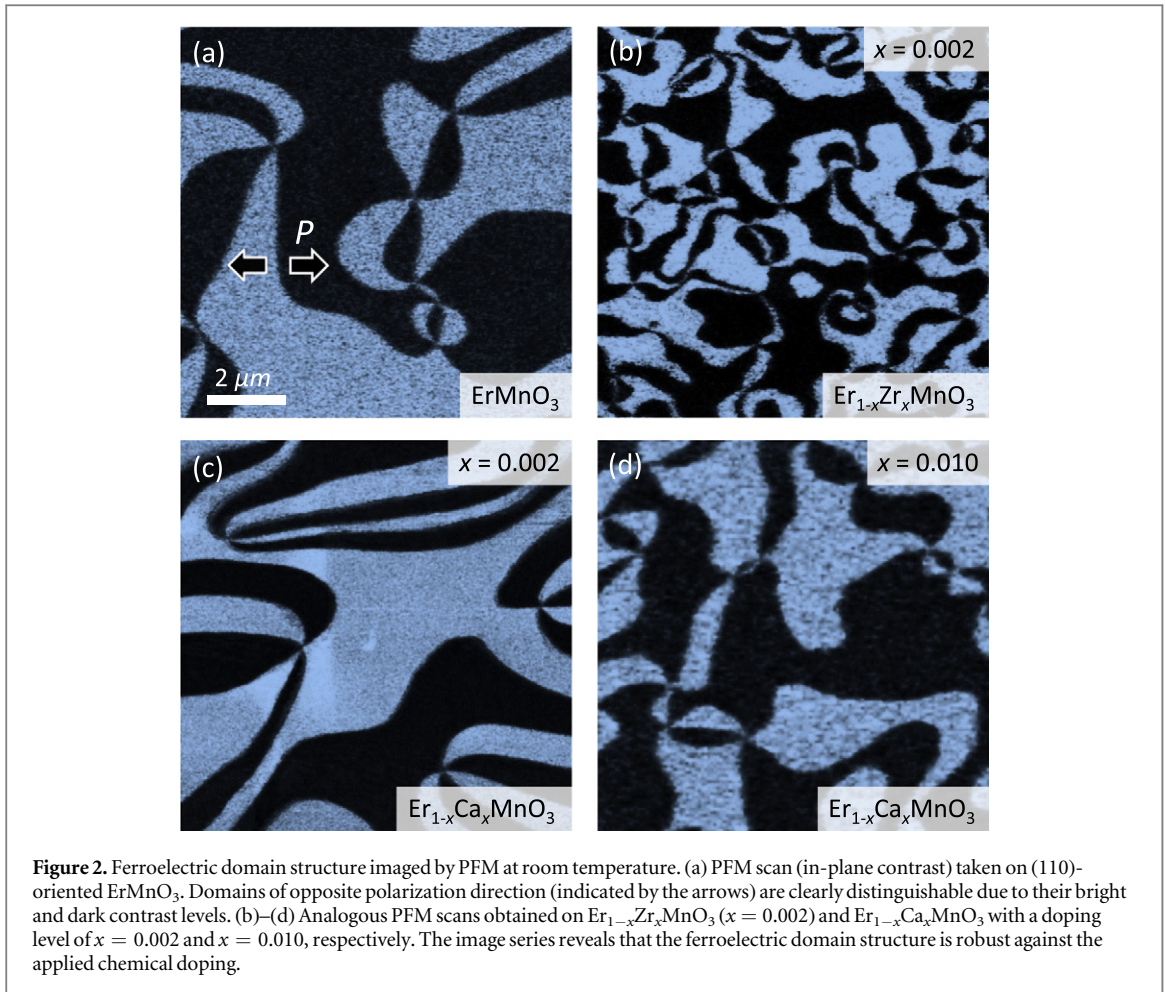 (a)
P
2 μm
ErMnO₃
(b)
x = 0.002
Er₁₋ₓZrₓMnO₃
(c)
x = 0.002
Er₁₋ₓCaₓMnO₃
(d)
x = 0.010
Er₁₋ₓCaₓMnO₃
Figure 2. Ferroelectric domain structure imaged by PFM at room temperature. (a) PFM scan (in-plane contrast) taken on (110)-
oriented ErMnO₃. Domains of opposite polarization direction (indicated by the arrows) are clearly distinguishable due to their bright
and dark contrast levels. (b)–(d) Analogous PFM scans obtained on Er₁₋ₓZrₓMnO₃ (x = 0.002) and Er₁₋ₓCaₓMnO₃ with a doping
level of x = 0.002 and x = 0.010, respectively. The image series reveals that the ferroelectric domain structure is robust against the
applied chemical doping.